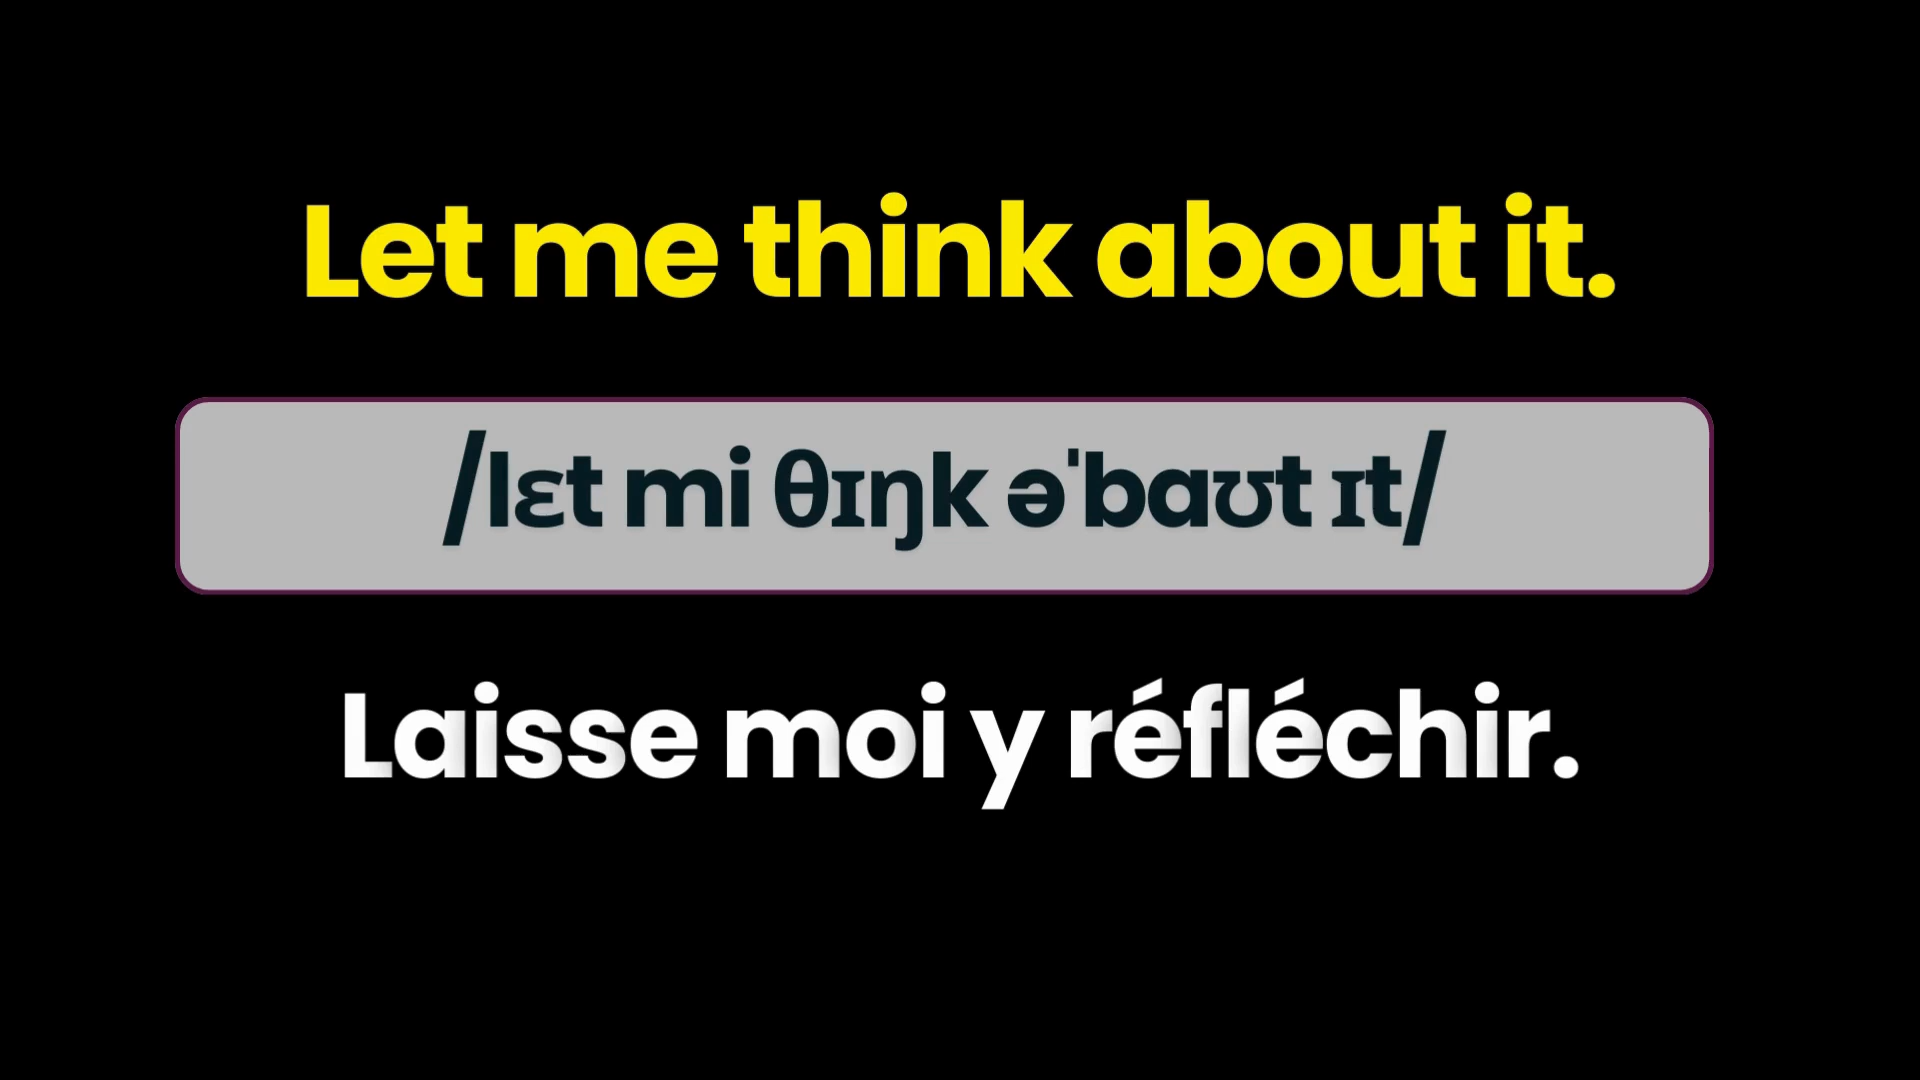 Let me think about it.
/lɛt mi θɪŋk əˈbaʊt ɪt/
Laisse moi y réfléchir.